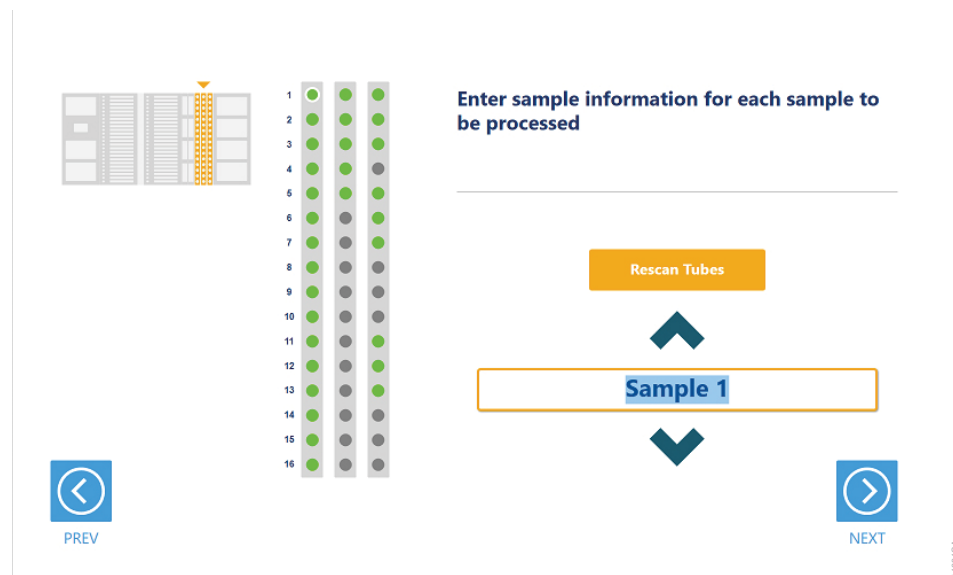 Enter sample information for each sample to
be processed
1
2
3
4
5
6
7
8
9
10
11
12
13
14
15
16
Rescan Tubes
Sample 1
PREV
NEXT